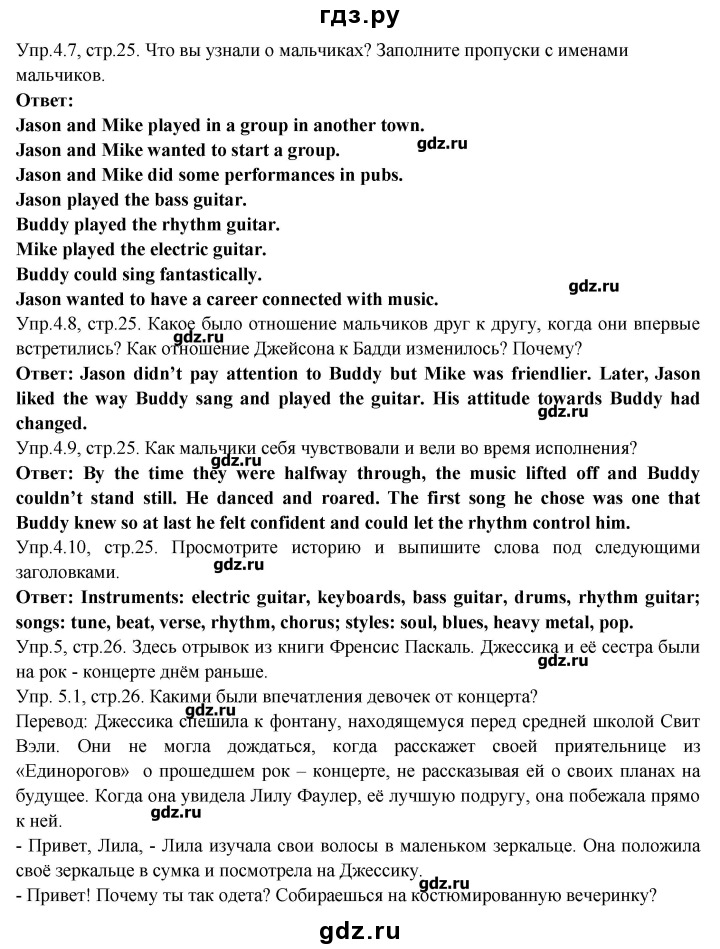 гдз.ру
Упр.4.7, стр.25. Что вы узнали о мальчиках? Заполните пропуски с именами
мальчиков.
Ответ:
Jason and Mike played in a group in another town.
Jason and Mike wanted to start a group.
gdz.ru
Jason and Mike did some performances in pubs.
Jason played the bass guitar.
Buddy played the rhythm guitar.
Mike played the electric guitar.
Buddy could sing fantastically.
gdz.ru
Jason wanted to have a career connected with music.
Упр.4.8, стр.25. Какое было отношение мальчиков друг к другу, когда они впервые
gdz.ru
встретились? Как отношение Джейсона к Бадди изменилось? Почему?
Ответ: Jason didn’t pay attention to Buddy but Mike was friendlier. Later, Jason
liked the way Buddy sang and played the guitar. His attitude towards Buddy had
gdz.ru
changed.
Упр.4.9, стр.25. Как мальчики себя чувствовали и вели во время исполнения?
gdz.ru
Ответ: By the time they were halfway through, the music lifted off and Buddy
couldn’t stand still. He danced and roared. The first song he chose was one that
Buddy knew so at last he felt confident and could let the rhythm control him.
Упр.4.10, стр.25. Просмотрите историю и выпишите слова под следующими
gdz.ru
заголовками.
Ответ: Instruments: electric guitar, keyboards, bass guitar, drums, rhythm guitar;
songs: tune, beat, verse, rhythm, chorus; styles: soul, blues, heavy metal, pop.
Упр.5, стр.26. Здесь отрывок из книги Френсис Паскаль. Джессика и её сестра были
gdz.ru
на рок - концерте днём раньше.
Упр. 5.1, стр.26. Какими были впечатления девочек от концерта?
gdz.ru
Перевод: Джессика спешила к фонтану, находящемуся перед средней школой Свит
Вэли. Они не могла дождаться, когда расскажет своей приятельнице из
«Единорогов» о прошедшем рок – концерте, не рассказывая ей о своих планах на
будущее. Когда она увидела Лилу Фаулер, её лучшую подругу, она побежала прямо
gdz.ru
к ней.
- Привет, Лила, - Лила изучала свои волосы в маленьком зеркальце. Она положила
своё зеркальце в сумка и посмотрела на Джессику.
gdz.ru
- Привет! Почему ты так одета? Собираешься на костюмированную вечеринку?
gdz.ru